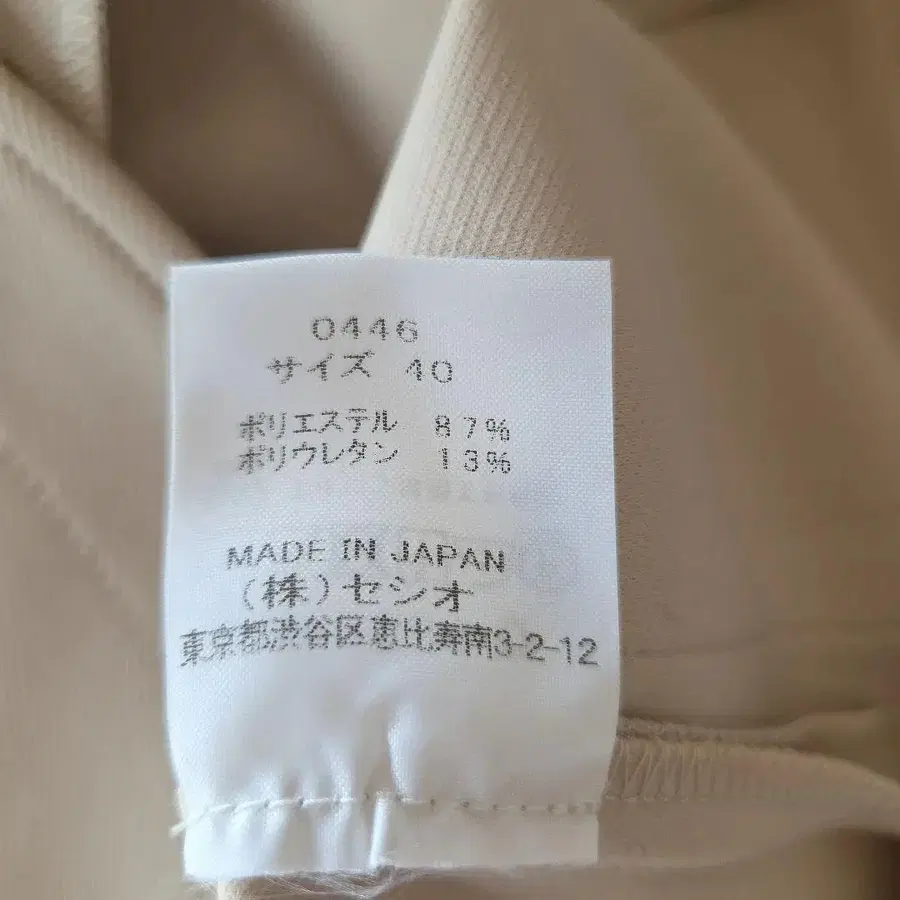 0446
サイズ 40
ポリエステル 87%
ポリウレタン 13%
MADE IN JAPAN
(株)セシオ
東京都渋谷区恵比寿南3-2-12